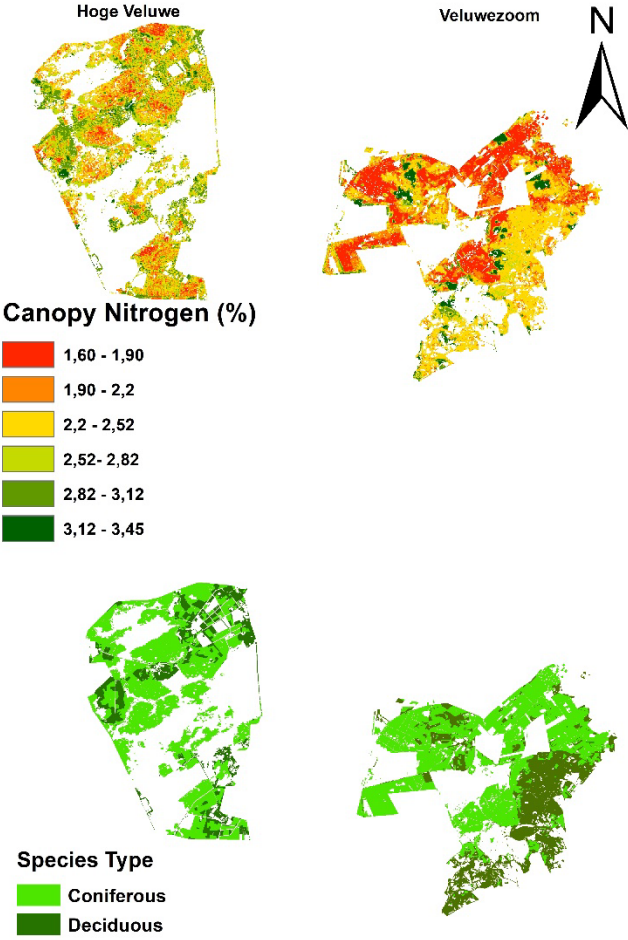 Hoge Veluwe
Veluwezoom
N
Canopy Nitrogen (%)
1,60 - 1,90
1,90 - 2,2
2,2 - 2,52
2,52- 2,82
2,82 - 3,12
3,12 - 3,45
Species Type
Coniferous
Deciduous